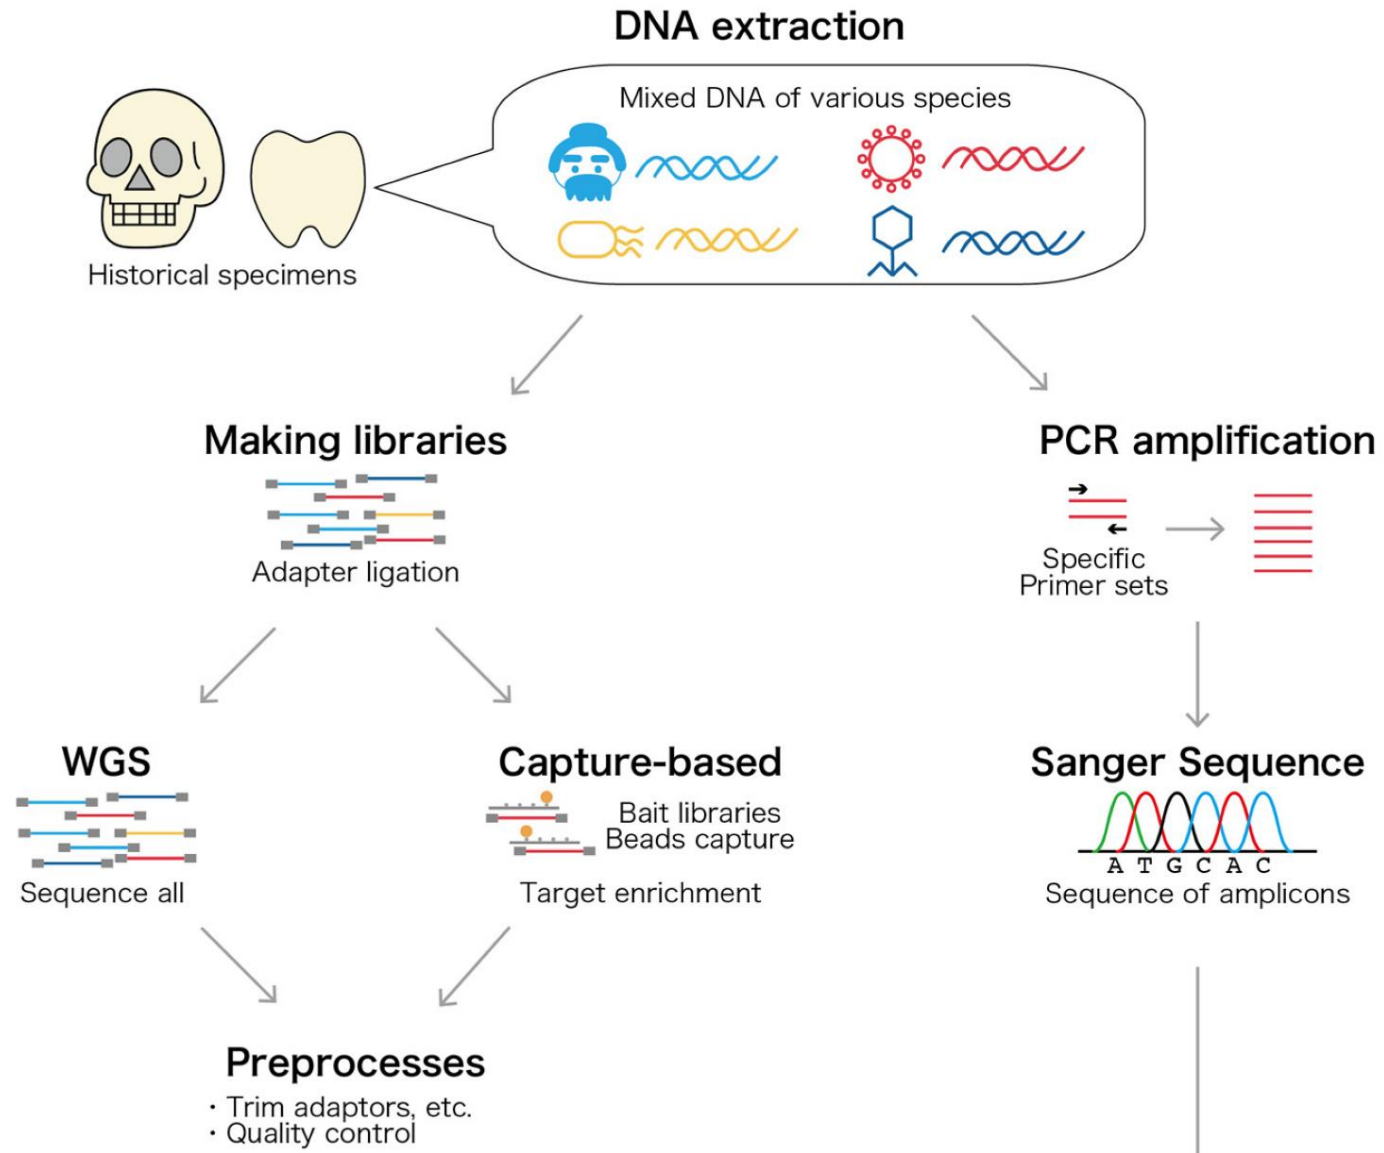 DNA extraction
Mixed DNA of various species
Historical specimens
Making libraries
Adapter ligation
PCR amplification
Specific
Primer sets
WGS
Sequence all
Capture-based
Bait libraries
Beads capture
Target enrichment
Sanger Sequence
A T G C A C
Sequence of amplicons
Preprocesses
・Trim adaptors, etc.
・Quality control